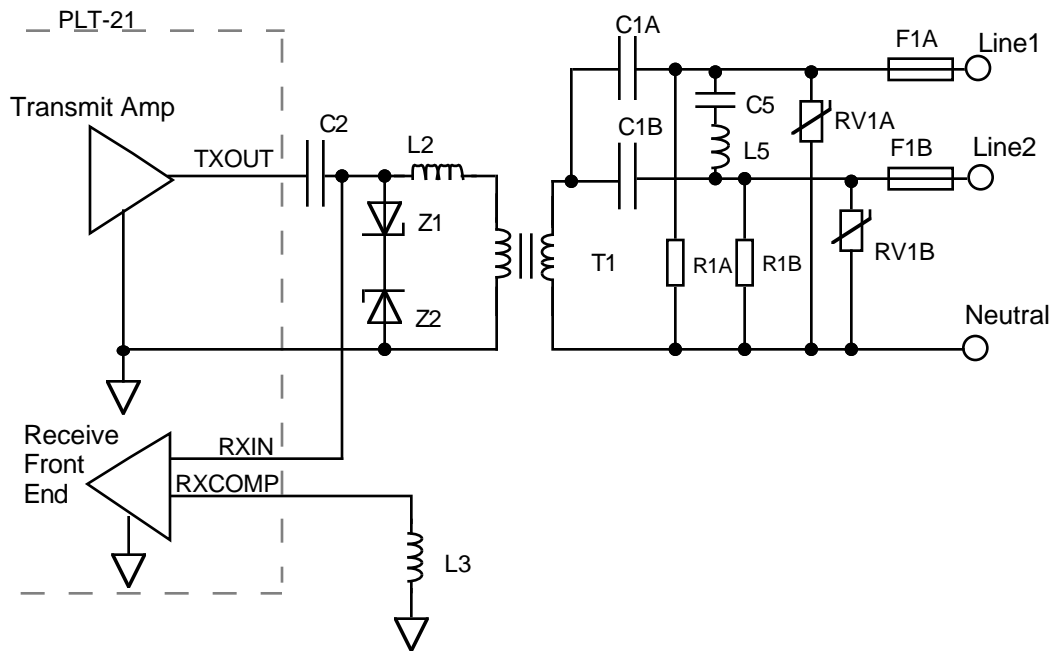 PLT-21
C1A
F1A
Line1
Transmit Amp
C2
C1B
C5
RV1A
TXOUT
L2
L5
F1B
Line2
Z1
T1
R1A
R1B
RV1B
Z2
Neutral
Receive
Front
End
RXIN
RXCOMP
L3